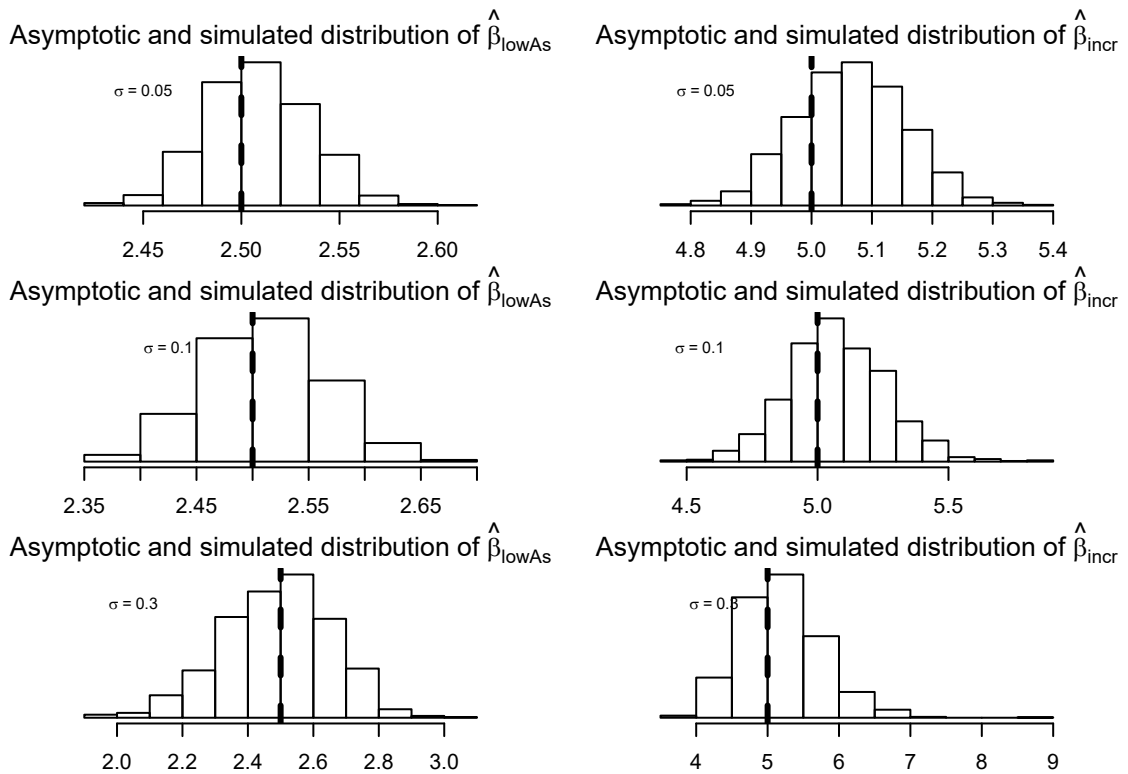 Asymptotic and simulated distribution of β̂lowAs
σ = 0.05
2.45 2.50 2.55 2.60
Asymptotic and simulated distribution of β̂incr
σ = 0.05
4.8 4.9 5.0 5.1 5.2 5.3 5.4
Asymptotic and simulated distribution of β̂lowAs
σ = 0.1
2.35 2.45 2.55 2.65
Asymptotic and simulated distribution of β̂incr
σ = 0.1
4.5 5.0 5.5
Asymptotic and simulated distribution of β̂lowAs
σ = 0.3
2.0 2.2 2.4 2.6 2.8 3.0
Asymptotic and simulated distribution of β̂incr
σ = 0.3
4 5 6 7 8 9